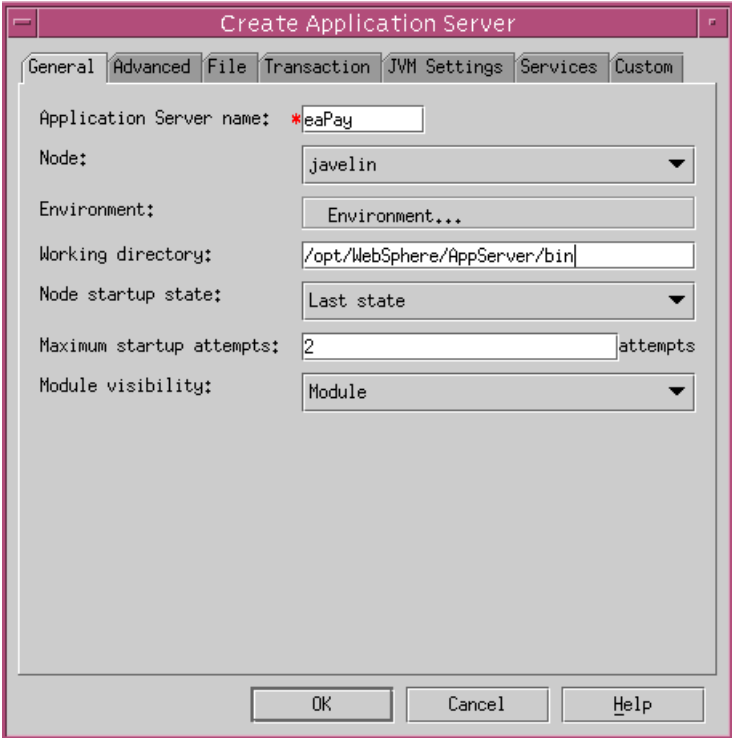 Create Application Server
General Advanced File Transaction JVM Settings Services Custom
Application Server name: *eaPay
Node: javelin
Environment: Environment...
Working directory: /opt/WebSphere/AppServer/bin
Node startup state: Last state
Maximum startup attempts: 2 attempts
Module visibility: Module
OK Cancel Help